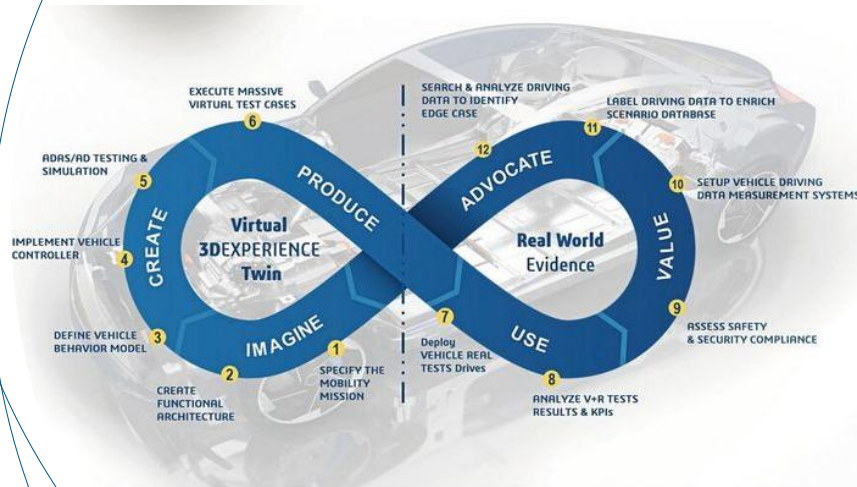 EXECUTE MASSIVE
VIRTUAL TEST CASES
6
SEARCH & ANALYZE DRIVING
DATA TO IDENTIFY
EDGE CASE
12
LABEL DRIVING DATA TO ENRICH
SCENARIO DATABASE
11
ADAS/AD TESTING &
SIMULATION
5
PRODUCE
ADVOCATE
10
SETUP VEHICLE DRIVING
DATA MEASUREMENT SYSTEMS
IMPLEMENT VEHICLE
CONTROLLER
4
CREATE
Virtual
3DEXPERIENCE
Twin
Real World
Evidence
VALUE
9
ASSESS SAFETY
& SECURITY COMPLIANCE
DEFINE VEHICLE
BEHAVIOR MODEL
3
IMAGINE
USE
2
CREATE
FUNCTIONAL
ARCHITECTURE
1
SPECIFY THE
MOBILITY
MISSION
7
Deploy
VEHICLE REAL
TESTS Drives
8
ANALYZE V+R TESTS
RESULTS & KPIs